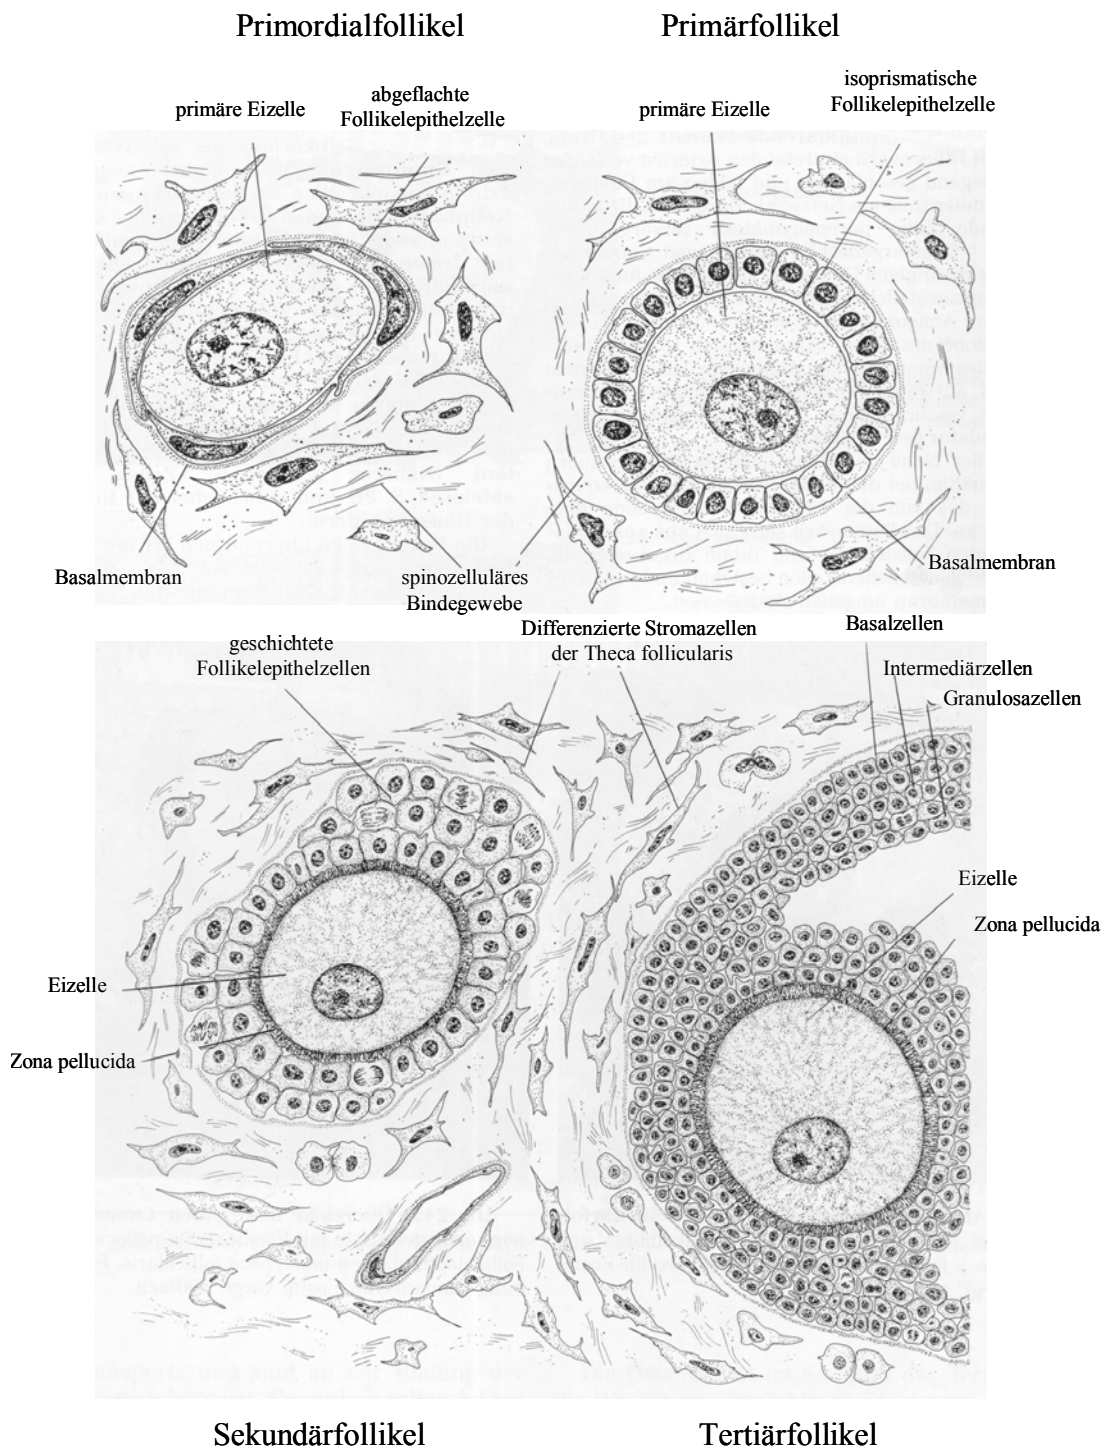 Primordialfollikel
Primärfollikel
primäre Eizelle
abgeflachte
Follikelepithelzelle
primäre Eizelle
isoprismatische
Follikelepithelzelle
Basalmembran
spinozelluläres
Bindegewebe
Basalmembran
geschichtete
Follikelepithelzellen
Differenzierte Stromazellen
der Theca follicularis
Basalzellen
Intermediärzellen
Granulosazellen
Eizelle
Zona pellucida
Eizelle
Zona pellucida
Sekundärfollikel
Tertiärfollikel